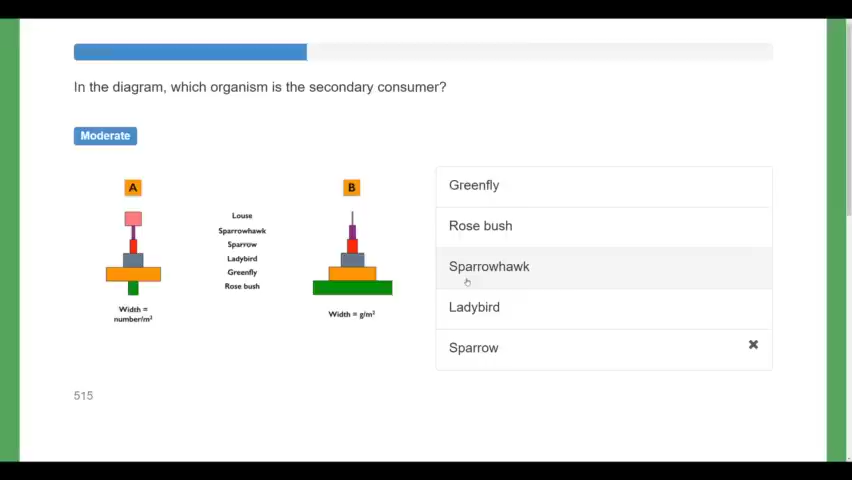 In the diagram, which organism is the secondary consumer?
Moderate
A
B
Louse
Sparrowhawk
Sparrow
Ladybird
Greenfly
Rose bush
Width =
number/m²
Width = g/m²
Greenfly
Rose bush
Sparrowhawk
Ladybird
Sparrow
515